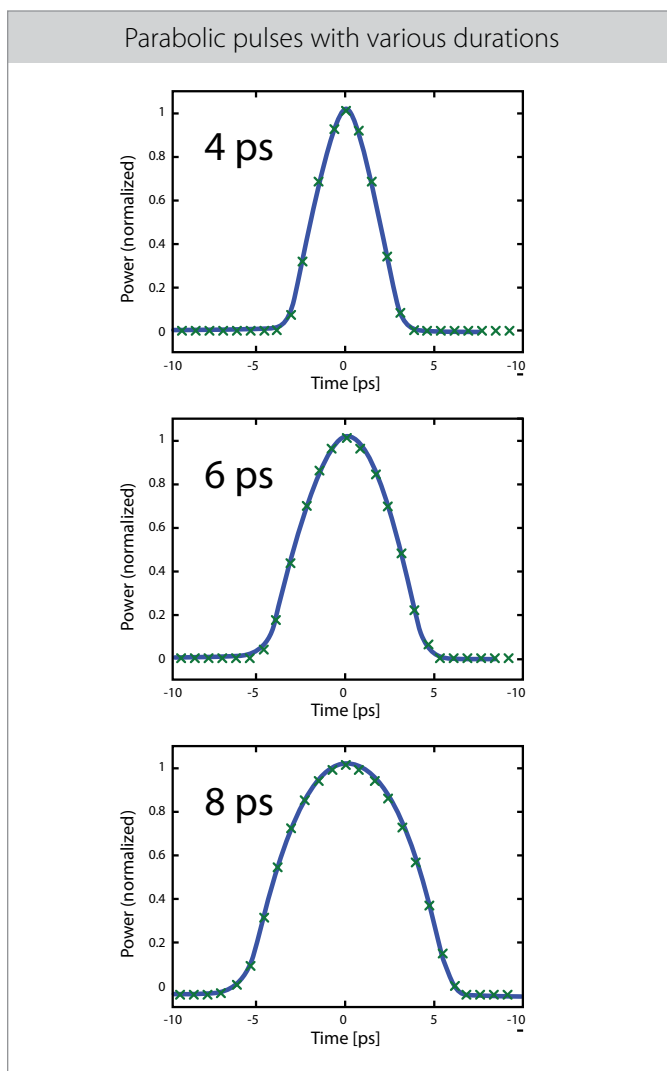 Parabolic pulses with various durations
4 ps
Power (normalized)
1
0.8
0.6
0.4
0.2
0
-10 -5 0 5 -10
Time [ps]
-
6 ps
Power (normalized)
1
0.8
0.6
0.4
0.2
0
-10 -5 0 5 -10
Time [ps]
-
8 ps
Power (normalized)
1
0.8
0.6
0.4
0.2
0
-10 -5 0 5 -10
Time [ps]
-